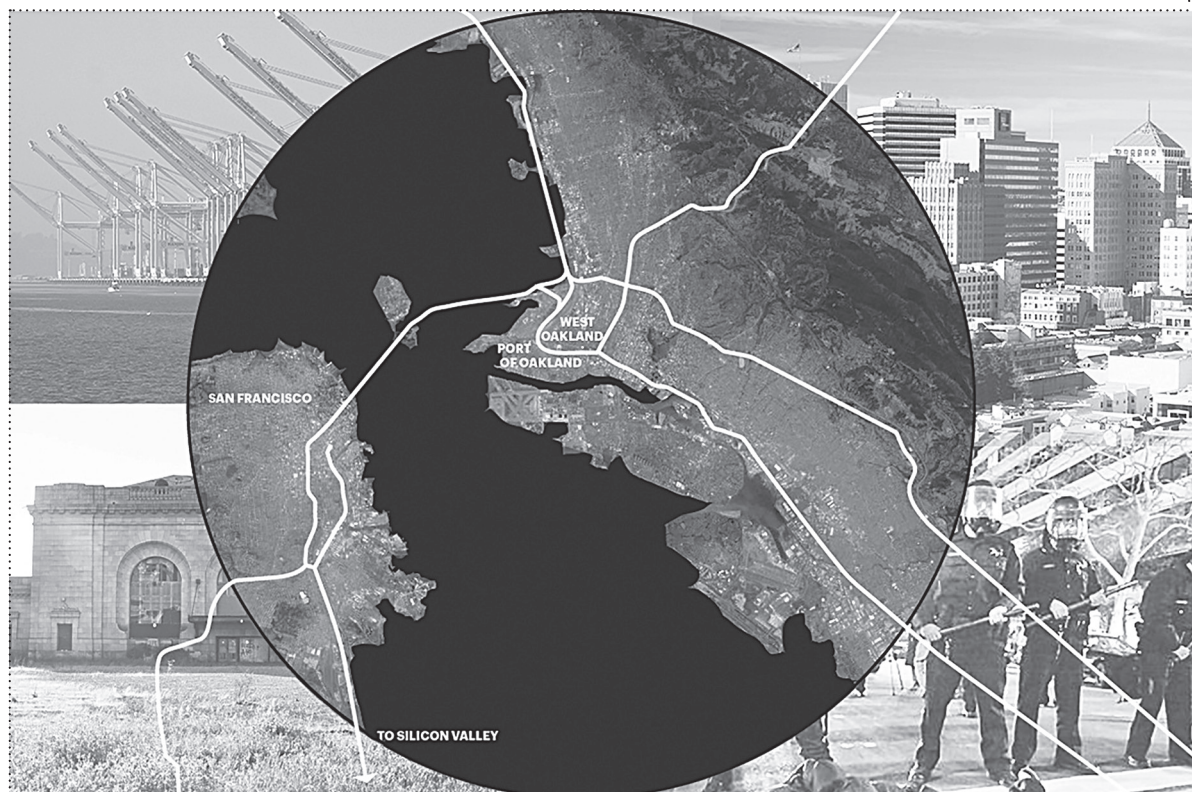 WEST
OAKLAND
PORT
OF OAKLAND
SAN FRANCISCO
TO SILICON VALLEY